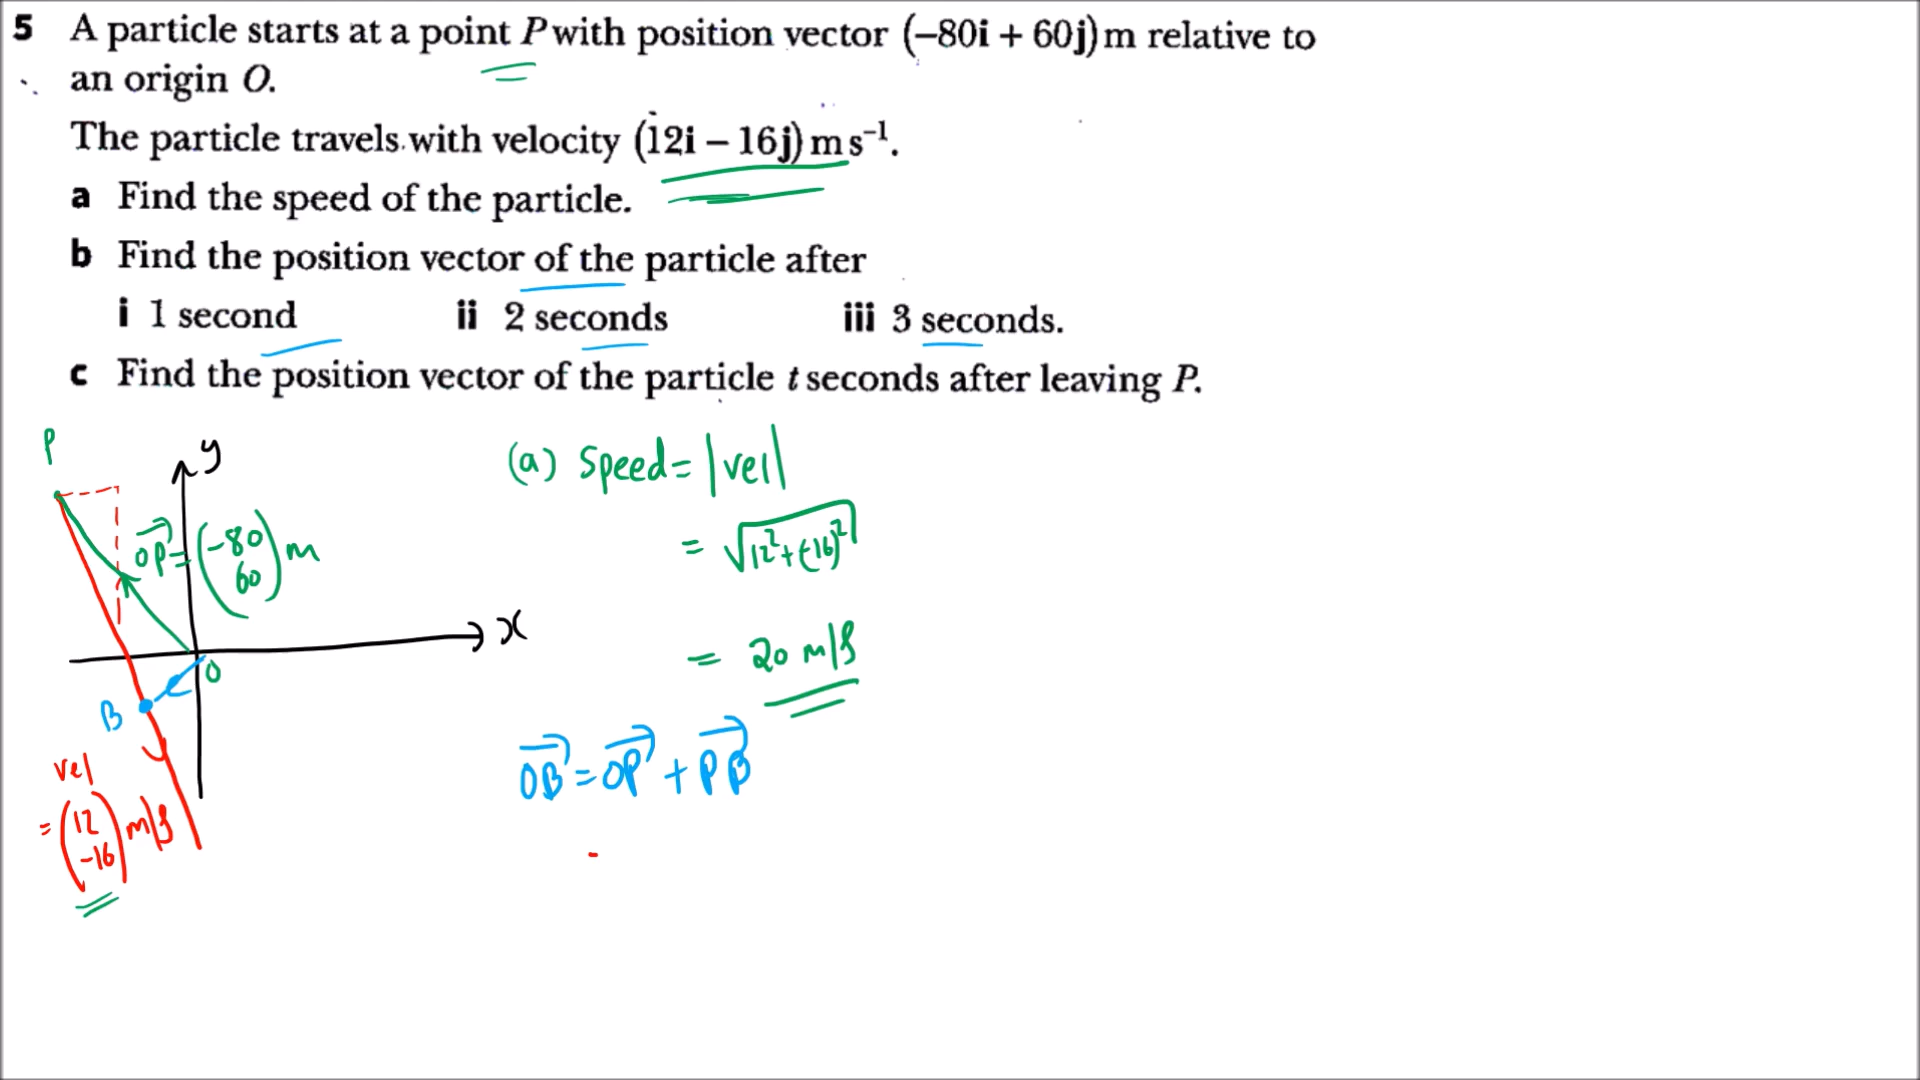 5 A particle starts at a point P with position vector (−80i + 60j) m relative to
an origin O.
The particle travels with velocity (12i − 16j) m s⁻¹.
a Find the speed of the particle.
b Find the position vector of the particle after
i 1 second ii 2 seconds iii 3 seconds.
c Find the position vector of the particle t seconds after leaving P.
P
y
OP⃗ = (−80 60) m
x
O
B
vel
= (12 −16) m/s
(a) Speed = |vel|
= √12² + (−16)²
= 20 m/s
OB⃗ = OP⃗ + PB⃗